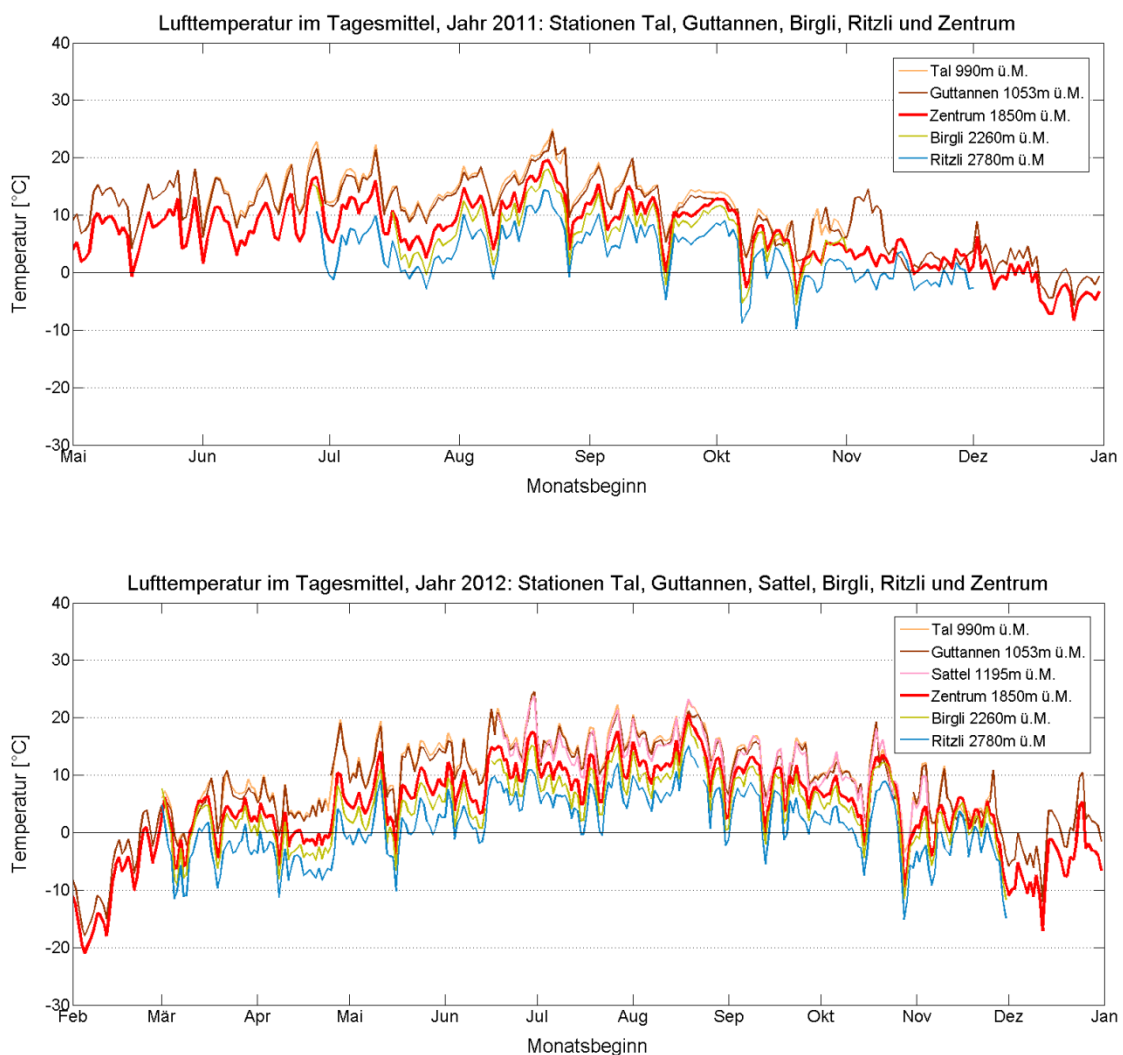 Lufttemperatur im Tagesmittel, Jahr 2011: Stationen Tal, Guttannen, Birgli, Ritzli und Zentrum
40
30
20
10
0
-10
-20
-30
Temperatur [°C]
Tal 990m ü.M.
Guttannen 1053m ü.M.
Zentrum 1850m ü.M.
Birgli 2260m ü.M.
Ritzli 2780m ü.M
Mai Jun Jul Aug Sep Okt Nov Dez Jan
Monatsbeginn
Lufttemperatur im Tagesmittel, Jahr 2012: Stationen Tal, Guttannen, Sattel, Birgli, Ritzli und Zentrum
40
30
20
10
0
-10
-20
-30
Temperatur [°C]
Tal 990m ü.M.
Guttannen 1053m ü.M.
Sattel 1195m ü.M.
Zentrum 1850m ü.M.
Birgli 2260m ü.M.
Ritzli 2780m ü.M
Feb Mär Apr Mai Jun Jul Aug Sep Okt Nov Dez Jan
Monatsbeginn